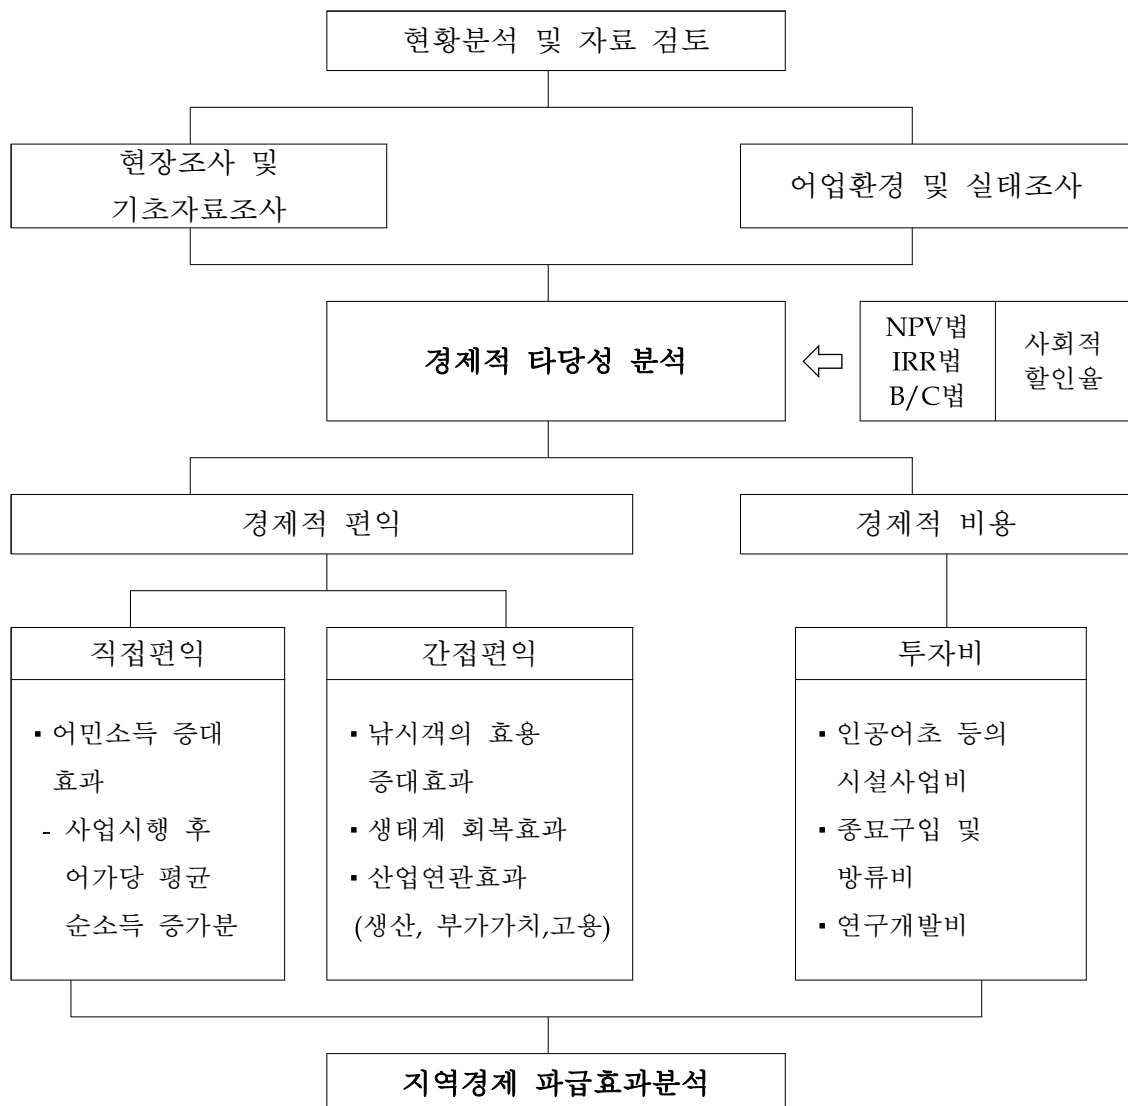 현황분석 및 자료 검토
현장조사 및
기초자료조사
어업환경 및 실태조사
경제적 타당성 분석
NPV법
IRR법
B/C법
사회적
할인율
경제적 편익
경제적 비용
직접편익
▪ 어민소득 증대
효과
- 사업시행 후
어가당 평균
순소득 증가분
간접편익
▪ 낚시객의 효용
증대효과
▪ 생태계 회복효과
▪ 산업연관효과
(생산, 부가가치,고용)
투자비
▪ 인공어초 등의
시설사업비
▪ 종묘구입 및
방류비
▪ 연구개발비
지역경제 파급효과분석